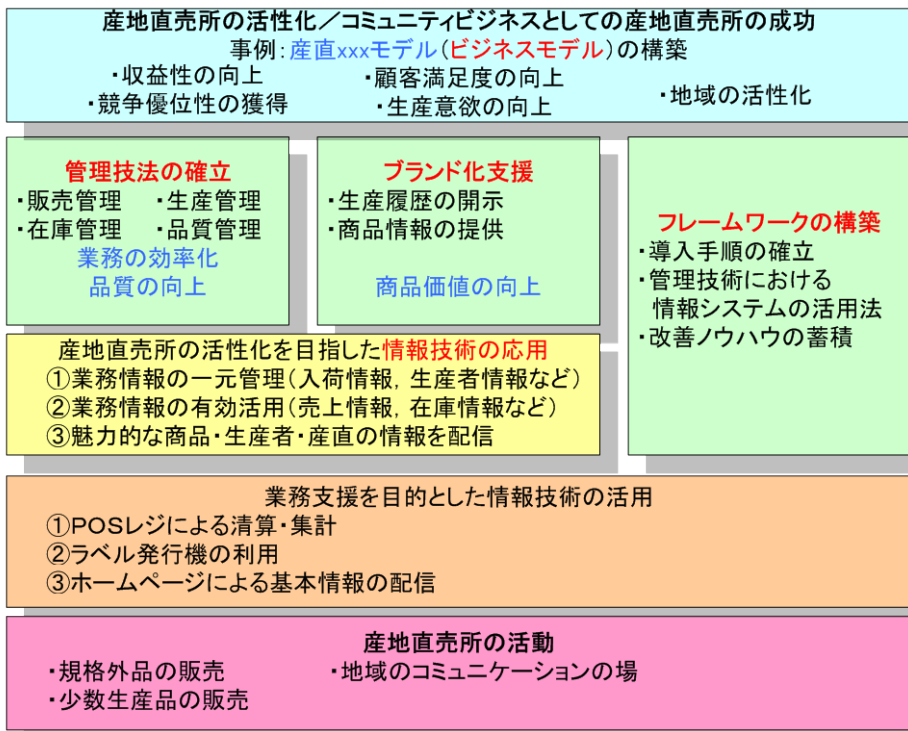 産地直売所の活性化／コミュニティビジネスとしての産地直売所の成功
事例：産直xxxモデル（ビジネスモデル）の構築
・収益性の向上
・競争優位性の獲得
・顧客満足度の向上
・生産意欲の向上
・地域の活性化
管理技法の確立
・販売管理 ・生産管理
・在庫管理 ・品質管理
業務の効率化
品質の向上
ブランド化支援
・生産履歴の開示
・商品情報の提供
商品価値の向上
フレームワークの構築
・導入手順の確立
・管理技術における
情報システムの活用法
・改善ノウハウの蓄積
産地直売所の活性化を目指した情報技術の応用
①業務情報の一元管理（入荷情報，生産者情報など）
②業務情報の有効活用（売上情報，在庫情報など）
③魅力的な商品・生産者・産直の情報を配信
業務支援を目的とした情報技術の活用
①POSレジによる清算・集計
②ラベル発行機の利用
③ホームページによる基本情報の配信
産地直売所の活動
・規格外品の販売
・少数生産品の販売
・地域のコミュニケーションの場